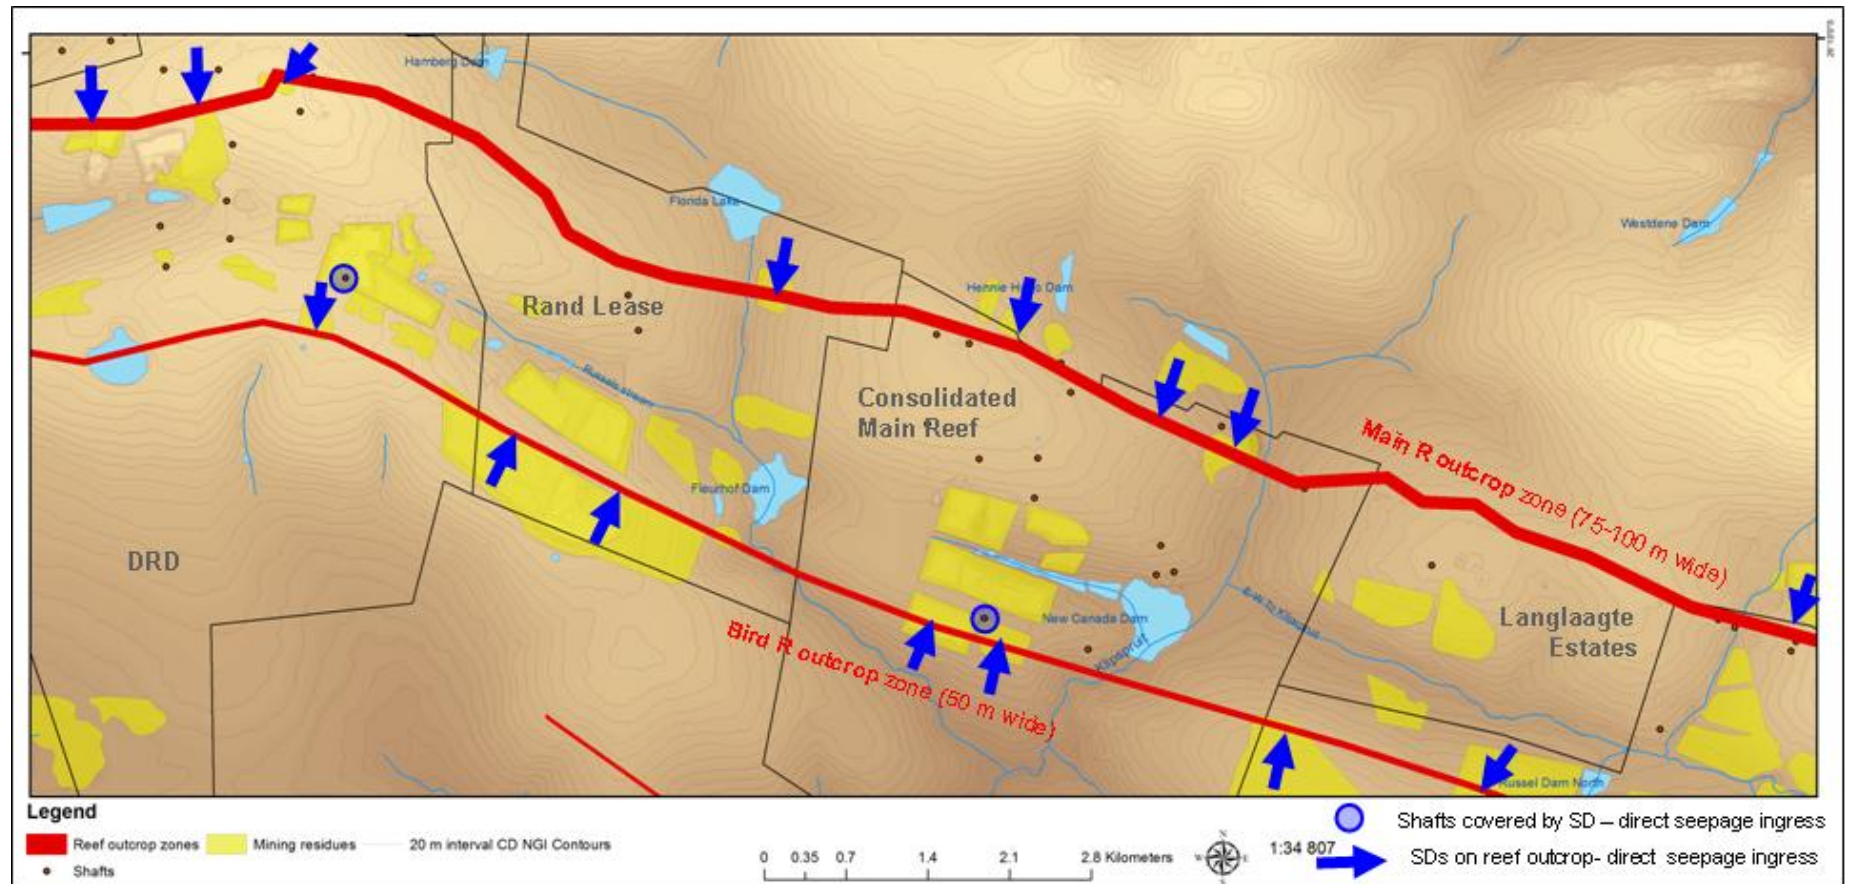 Hamberg Dam
Florida Lake
Westdene Dam
Rand Lease
Russels stream
Consolidated
Main Reef
Fleurhof Dam
DRD
Main R outcrop zone (75-100 m wide)
New Canada Dam
Klipspruit
Bird R outcrop zone (50 m wide)
Langlaagte
Estates
Russel Dam North
Legend
Reef outcrop zones
Mining residues
20 m interval CD NGI Contours
Shafts
0 0.35 0.7 1.4 2.1 2.8 Kilometers
W E
1:34 807
Shafts covered by SD – direct seepage ingress
SDs on reef outcrop- direct seepage ingress